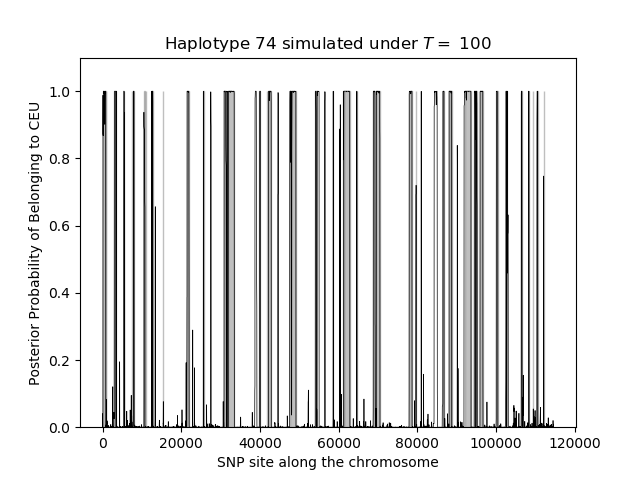 Haplotype 74 simulated under T = 100
Posterior Probability of Belonging to CEU
1.0
0.8
0.6
0.4
0.2
0.0
0 20000 40000 60000 80000 100000 120000
SNP site along the chromosome